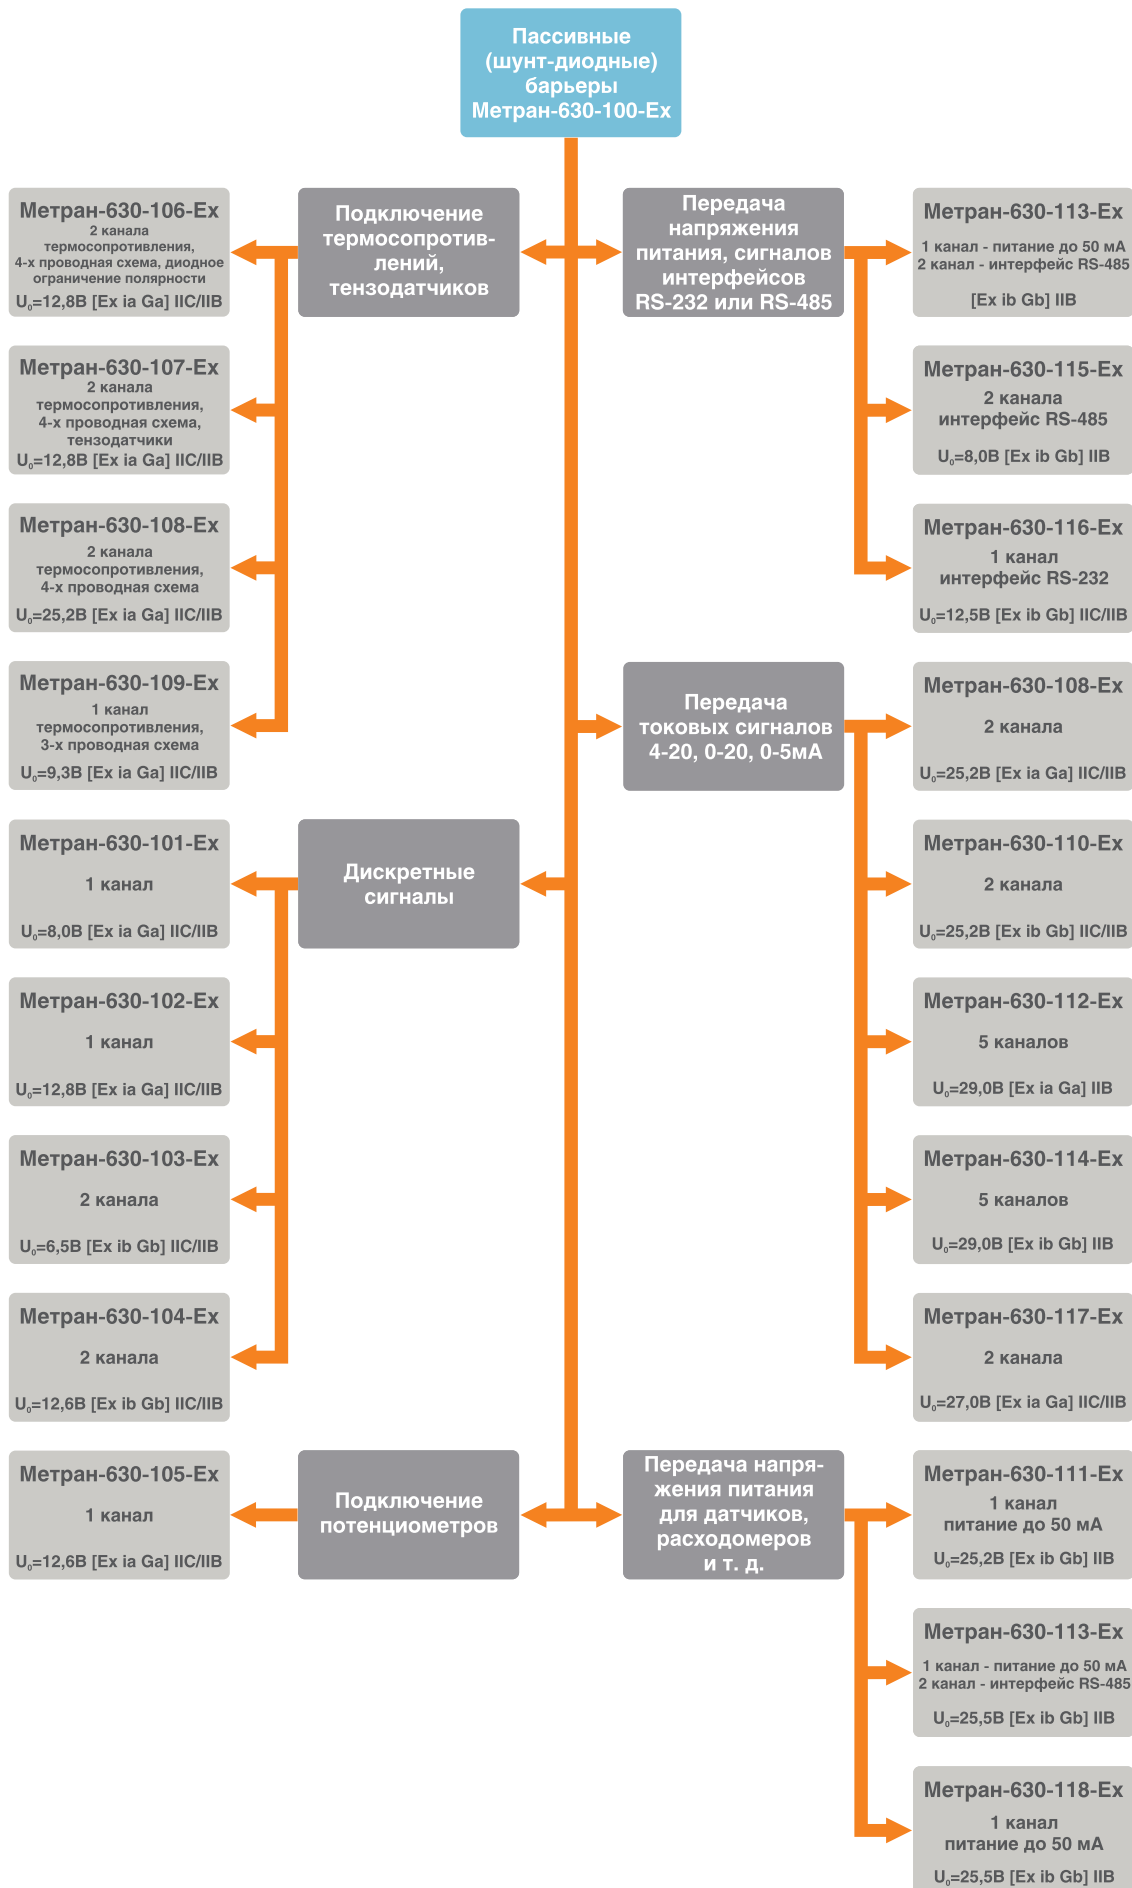 Пассивные
(шунт-диодные)
барьеры
Метран-630-100-Ex
Подключение
термосопротив-
лений,
тензодатчиков
Метран-630-106-Ex
2 канала
термосопротивления,
4-х проводная схема, диодное
ограничение полярности
U₀=12,8В [Ex ia Ga] IIC/IIB
Метран-630-107-Ex
2 канала
термосопротивления,
4-х проводная схема,
тензодатчики
U₀=12,8В [Ex ia Ga] IIC/IIB
Метран-630-108-Ex
2 канала
термосопротивления,
4-х проводная схема
U₀=25,2В [Ex ia Ga] IIC/IIB
Метран-630-109-Ex
1 канал
термосопротивления,
3-х проводная схема
U₀=9,3В [Ex ia Ga] IIC/IIB
Дискретные
сигналы
Метран-630-101-Ex
1 канал
U₀=8,0В [Ex ia Ga] IIC/IIB
Метран-630-102-Ex
1 канал
U₀=12,8В [Ex ia Ga] IIC/IIB
Метран-630-103-Ex
2 канала
U₀=6,5В [Ex ib Gb] IIC/IIB
Метран-630-104-Ex
2 канала
U₀=12,6В [Ex ib Gb] IIC/IIB
Подключение
потенциометров
Метран-630-105-Ex
1 канал
U₀=12,6В [Ex ia Ga] IIC/IIB
Передача
напряжения
питания, сигналов
интерфейсов
RS-232 или RS-485
Метран-630-113-Ex
1 канал - питание до 50 мА
2 канал - интерфейс RS-485
[Ex ib Gb] IIB
Метран-630-115-Ex
2 канала
интерфейс RS-485
U₀=8,0В [Ex ib Gb] IIB
Метран-630-116-Ex
1 канал
интерфейс RS-232
U₀=12,5В [Ex ib Gb] IIC/IIB
Передача
токовых сигналов
4-20, 0-20, 0-5мА
Метран-630-108-Ex
2 канала
U₀=25,2В [Ex ia Ga] IIC/IIB
Метран-630-110-Ex
2 канала
U₀=25,2В [Ex ib Gb] IIC/IIB
Метран-630-112-Ex
5 каналов
U₀=29,0В [Ex ia Ga] IIB
Метран-630-114-Ex
5 каналов
U₀=29,0В [Ex ib Gb] IIB
Метран-630-117-Ex
2 канала
U₀=27,0В [Ex ia Ga] IIC/IIB
Передача напря-
жения питания
для датчиков,
расходомеров
и т. д.
Метран-630-111-Ex
1 канал
питание до 50 мА
U₀=25,2В [Ex ib Gb] IIB
Метран-630-113-Ex
1 канал - питание до 50 мА
2 канал - интерфейс RS-485
U₀=25,5В [Ex ib Gb] IIB
Метран-630-118-Ex
1 канал
питание до 50 мА
U₀=25,5В [Ex ib Gb] IIB